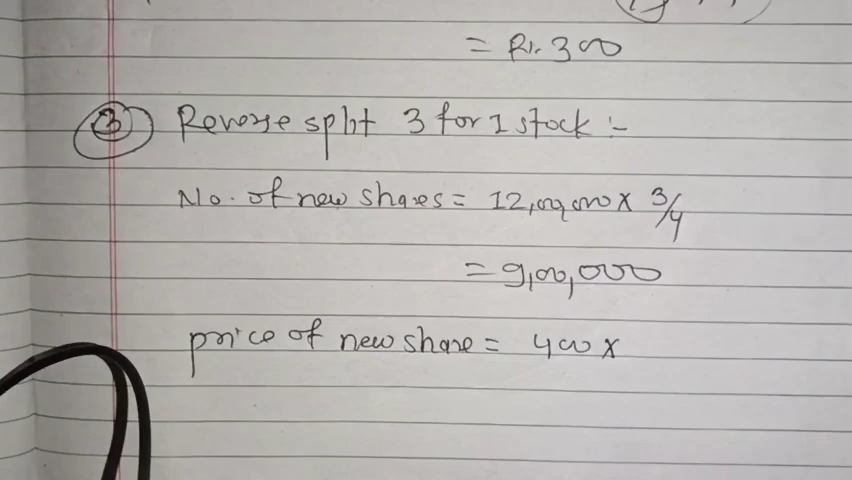 = Rs. 300
③ Reverse split 3 for 1 stock :-
No. of new shares = 12,00,000 x 3/4
= 9,00,000
price of new share = 400 x